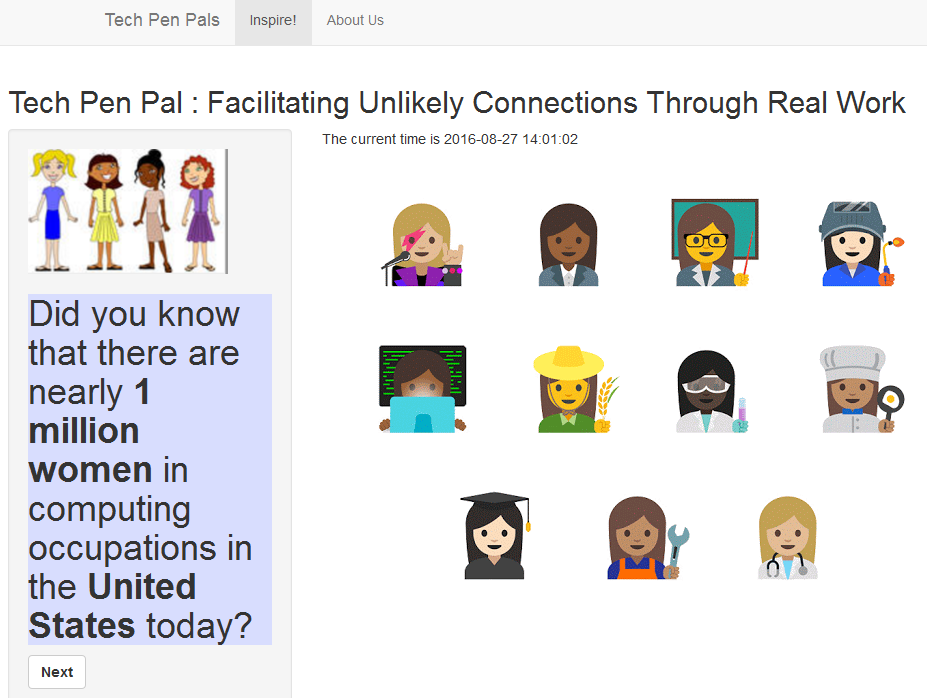 Tech Pen Pals Inspire! About Us
Tech Pen Pal : Facilitating Unlikely Connections Through Real Work
The current time is 2016-08-27 14:01:02
Did you know
that there are
nearly 1
million
women in
computing
occupations in
the United
States today?
Next